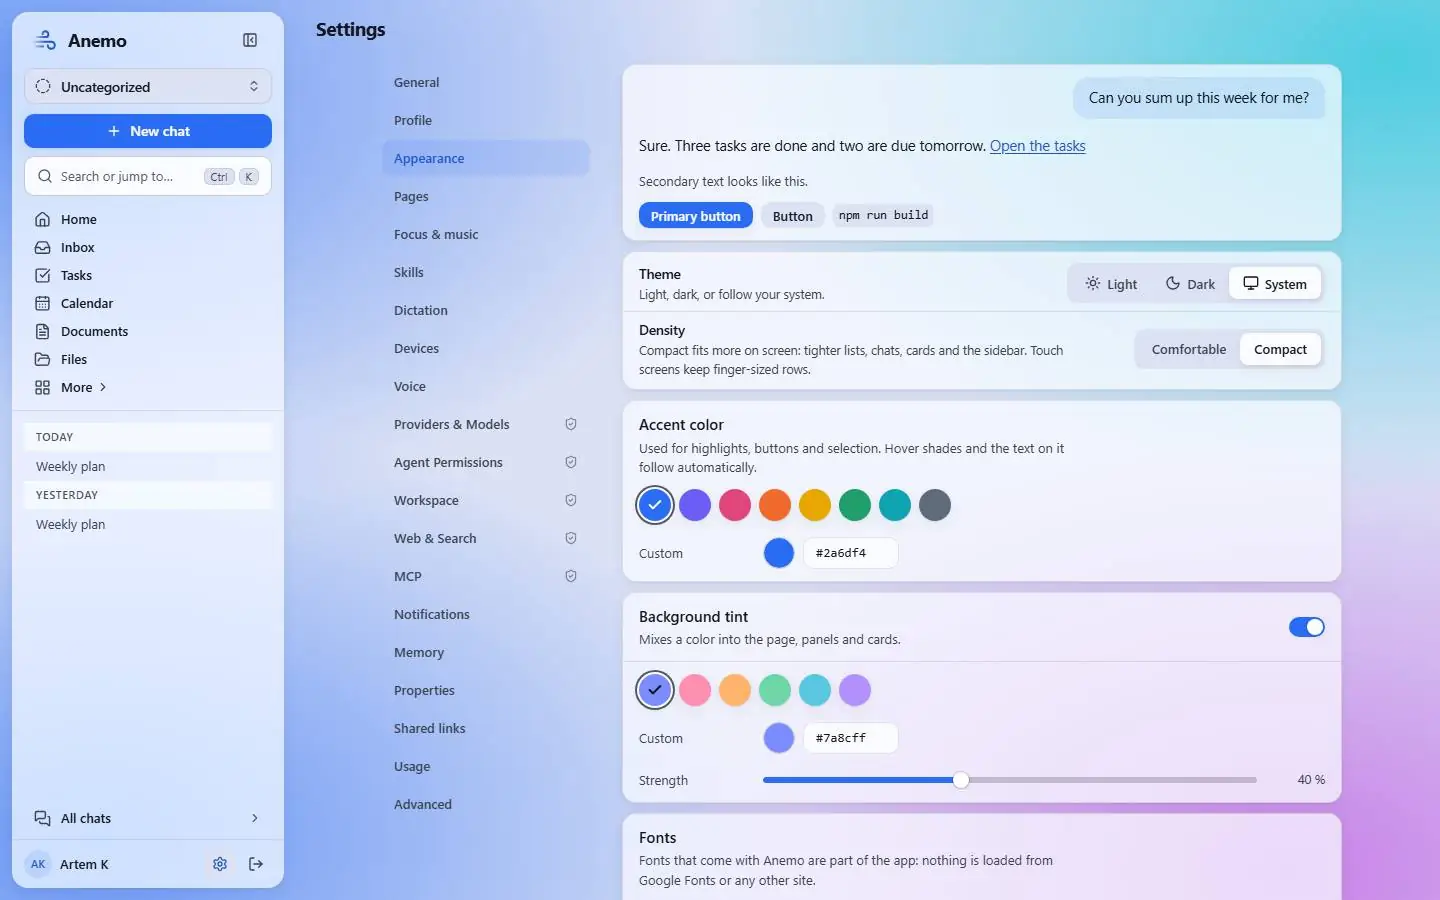 Anemo
Uncategorized
New chat
Search or jump to... Ctrl K
Home
Inbox
Tasks
Calendar
Documents
Files
More
TODAY
Weekly plan
YESTERDAY
Weekly plan
All chats
AK Artem K
Settings
General
Profile
Appearance
Pages
Focus & music
Skills
Dictation
Devices
Voice
Providers & Models
Agent Permissions
Workspace
Web & Search
MCP
Notifications
Memory
Properties
Shared links
Usage
Advanced
Can you sum up this week for me?
Sure. Three tasks are done and two are due tomorrow. Open the tasks
Secondary text looks like this.
Primary button Button npm run build
Theme
Light, dark, or follow your system.
Light Dark System
Density
Compact fits more on screen: tighter lists, chats, cards and the sidebar. Touch
screens keep finger-sized rows.
Comfortable Compact
Accent color
Used for highlights, buttons and selection. Hover shades and the text on it
follow automatically.
Custom #2a6df4
Background tint
Mixes a color into the page, panels and cards.
Custom #7a8cff
Strength 40 %
Fonts
Fonts that come with Anemo are part of the app: nothing is loaded from
Google Fonts or any other site.